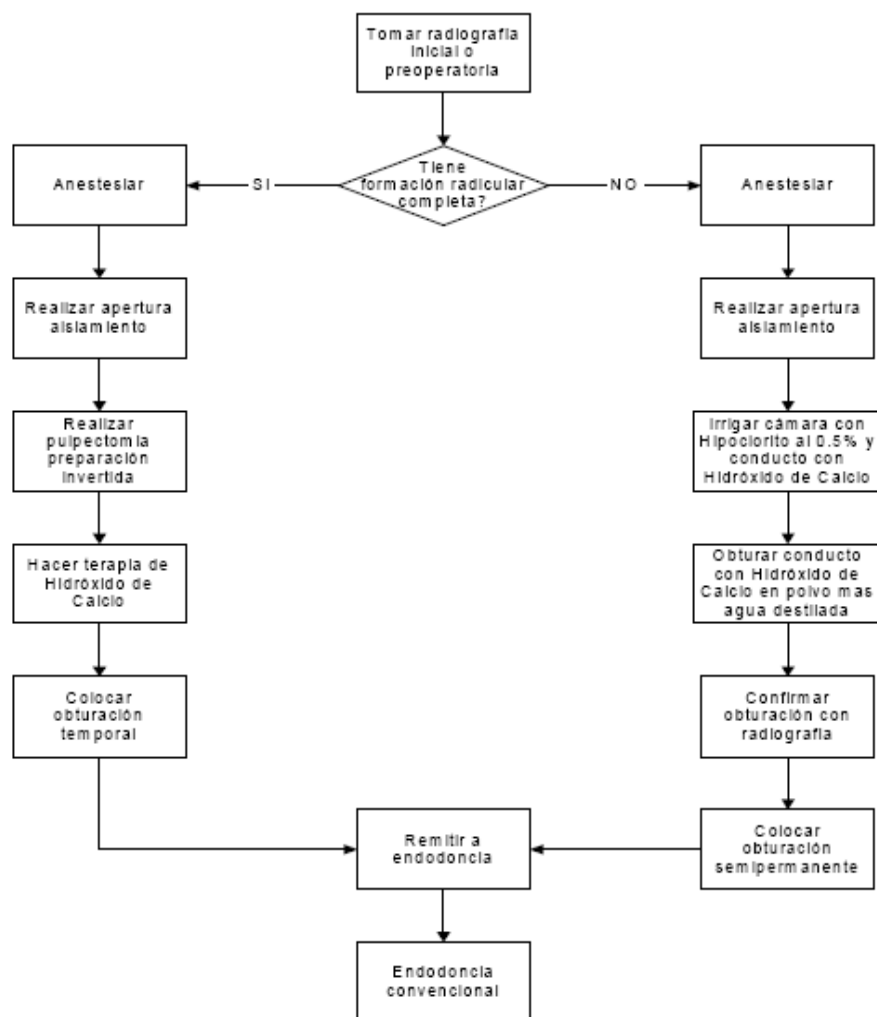 Tomar radiografía
inicial o
preoperatoria
Tiene
formación radicular
completa?
SI
NO
Anestesiar
Realizar apertura
aislamiento
Realizar
pulpectomía
preparación
invertida
Hacer terapia de
Hidróxido de
Calcio
Colocar
obturación
temporal
Anestesiar
Realizar apertura
aislamiento
Irrigar cámara con
Hipoclorito al 0.5% y
conducto con
Hidróxido de Calcio
Obturar conducto
con Hidróxido de
Calcio en polvo mas
agua destilada
Confirmar
obturación con
radiografía
Colocar
obturación
semipermanente
Remitir a
endodoncia
Endodoncia
convencional